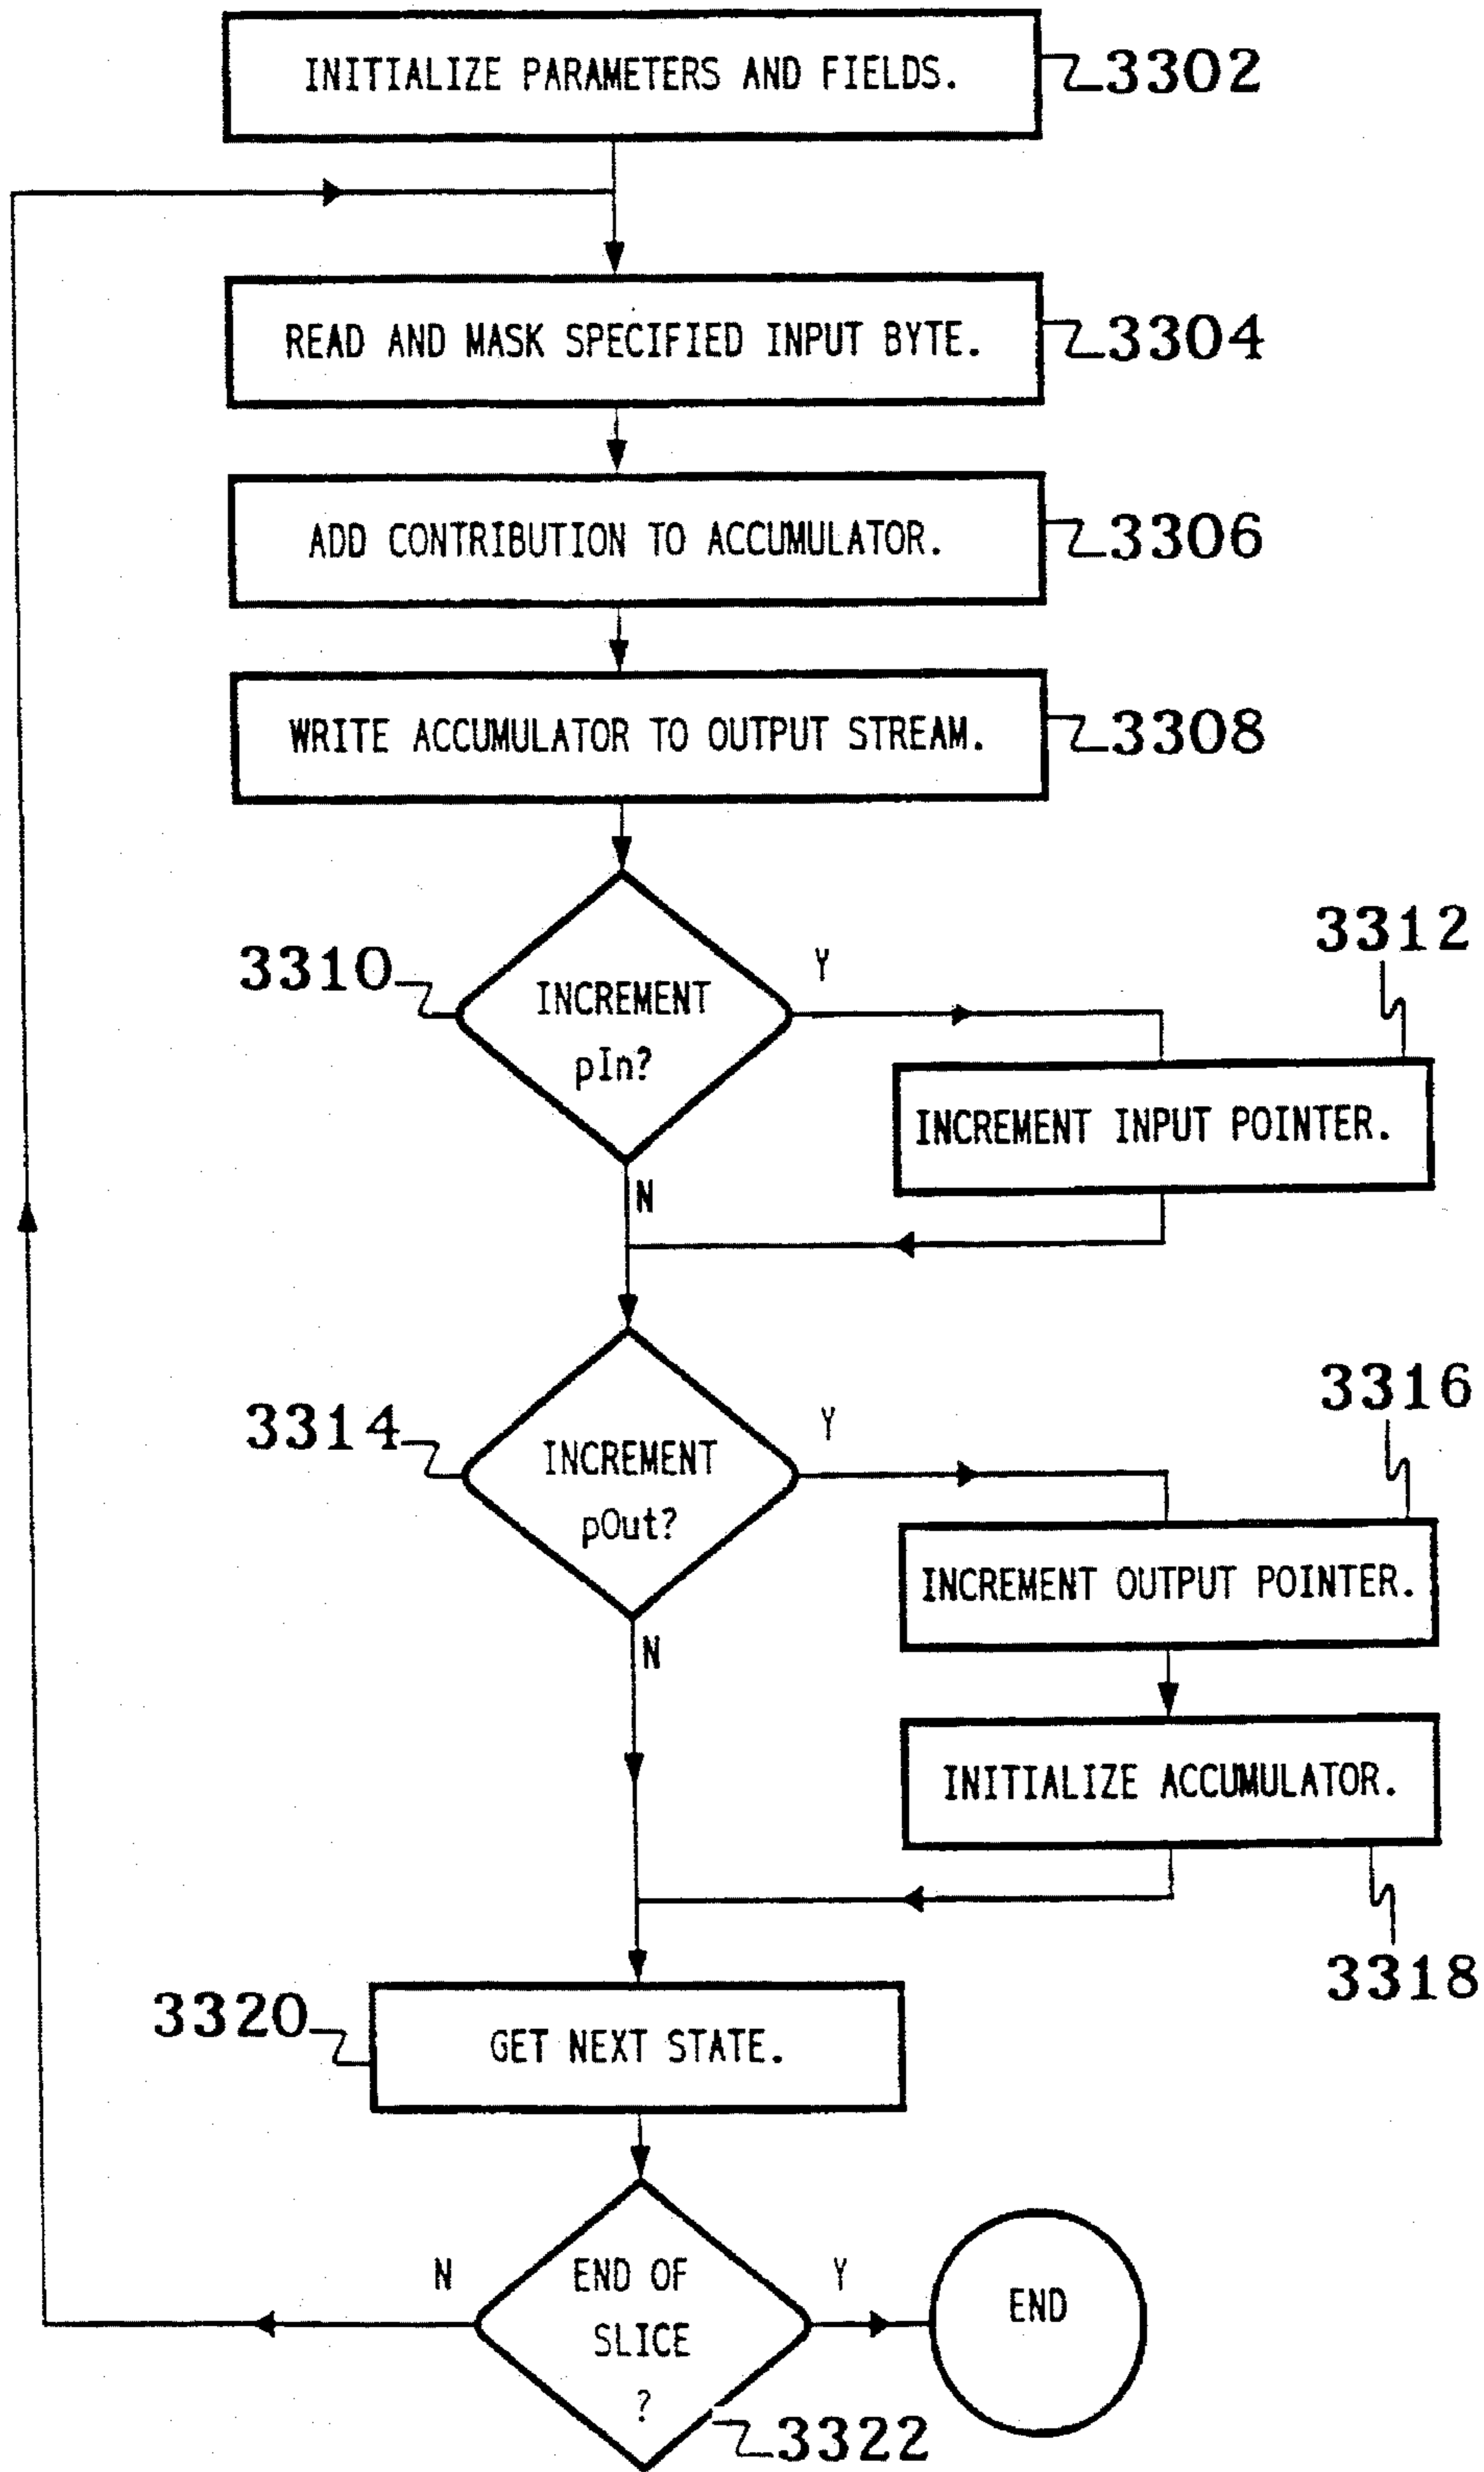 INITIALIZE PARAMETERS AND FIELDS.
3302
READ AND MASK SPECIFIED INPUT BYTE.
3304
ADD CONTRIBUTION TO ACCUMULATOR.
3306
WRITE ACCUMULATOR TO OUTPUT STREAM.
3308
3310
INCREMENT
pIn?
Y
N
3312
INCREMENT INPUT POINTER.
3314
INCREMENT
pOut?
Y
N
3316
INCREMENT OUTPUT POINTER.
INITIALIZE ACCUMULATOR.
3318
3320
GET NEXT STATE.
N
END OF
SLICE
?
Y
END
3322